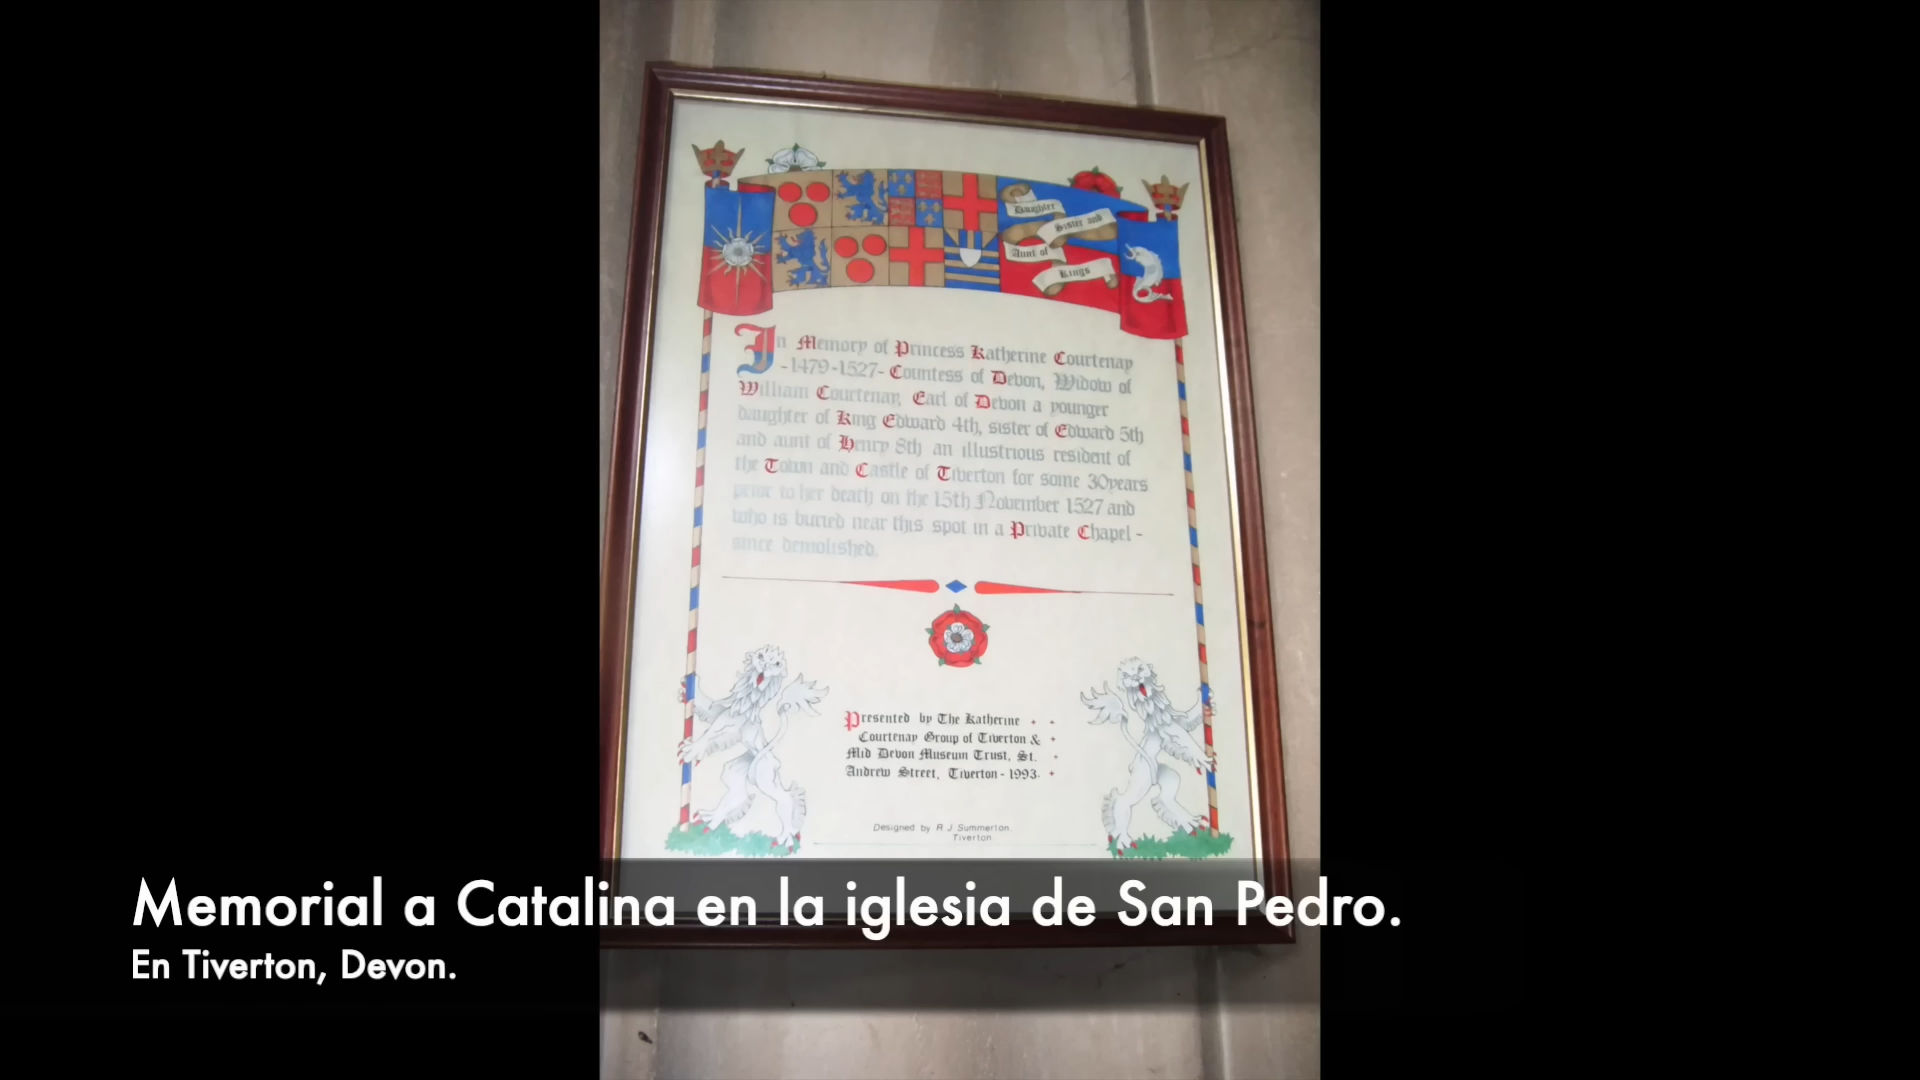 Daughter
Sister and
Aunt of
Kings
In Memory of Princess Katherine Courtenay
-1479-1527- Countess of Devon, Widow of
William Courtenay, Earl of Devon a younger
daughter of King Edward 4th, sister of Edward 5th
and aunt of Henry 8th an illustrious resident of
the Town and Castle of Tiverton for some 30years
prior to her death on the 15th November 1527 and
who is buried near this spot in a Private Chapel -
since demolished.
Presented by The Katherine
Courtenay Group of Tiverton &
Mid Devon Museum Trust, St.
Andrew Street, Tiverton - 1993.
Designed by R. J. Summerton.
Tiverton
Memorial a Catalina en la iglesia de San Pedro.
En Tiverton, Devon.